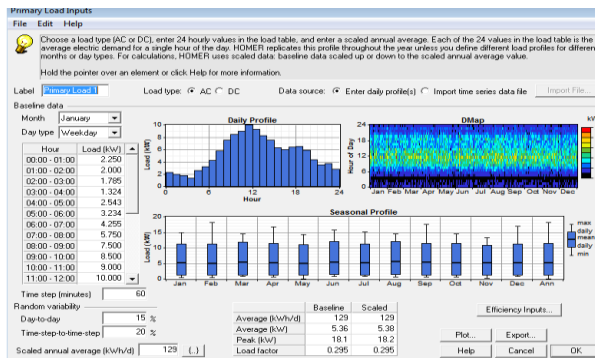 Primary Load Inputs
File Edit Help
Choose a load type (AC or DC), enter 24 hourly values in the load table, and enter a scaled annual average. Each of the 24 values in the load table is the
average electric demand for a single hour of the day. HOMER replicates this profile throughout the year unless you define different load profiles for differen
months or day types. For calculations, HOMER uses scaled data: baseline data scaled up or down to the scaled annual average value.
Hold the pointer over an element or click Help for more information.
Label Primary Load 1 Load type: AC DC Data source: Enter daily profile(s) Import time series data file Import File...
Baseline data
Month January
Day type Weekday
Hour Load (kW)
00:00 - 01:00 2.250
01:00 - 02:00 2.000
02:00 - 03:00 1.785
03:00 - 04:00 1.324
04:00 - 05:00 2.543
05:00 - 06:00 3.234
06:00 - 07:00 4.255
07:00 - 08:00 5.750
08:00 - 09:00 7.500
09:00 - 10:00 8.500
10:00 - 11:00 9.000
11:00 - 12:00 10.000
Time step (minutes) 60
Daily Profile
Load (kW)
10
8
6
4
2
0
0 6 12 18 24
Hour
DMap
kW
Hour of Day
24
18
12
6
0
Jan Feb Mar Apr May Jun Jul Aug Sep Oct Nov Dec
Seasonal Profile
Load (kW)
20
15
10
5
0
Jan Feb Mar Apr May Jun Jul Aug Sep Oct Nov Dec Ann
max
daily
mean
daily
min
Random variability
Day-to-day 15 %
Time-step-to-time-step 20 %
Scaled annual average (kWh/d) 129 {..}
Baseline Scaled
Average (kWh/d) 129 129
Average (kW) 5.36 5.38
Peak (kW) 18.1 18.2
Load factor 0.295 0.295
Efficiency Inputs...
Plot... Export...
Help Cancel OK